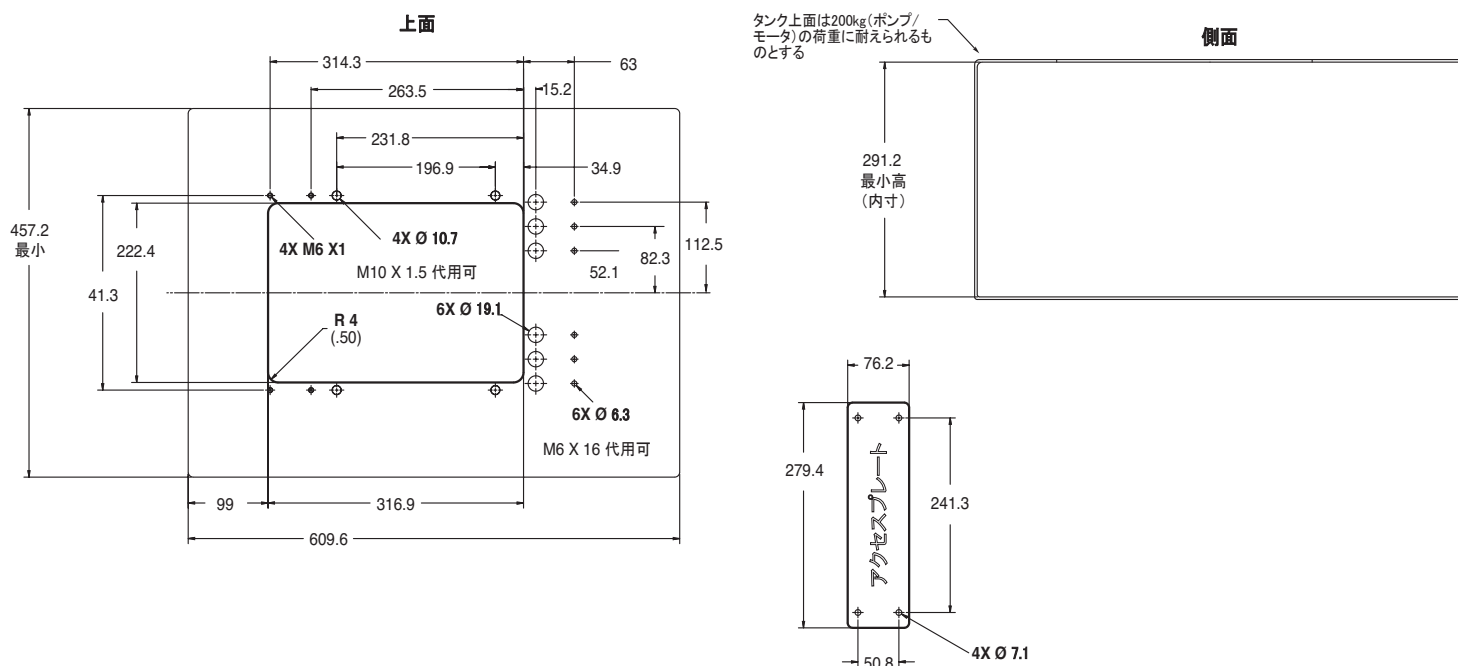 上面
314.3
63
263.5
15.2
231.8
196.9
34.9
457.2
最小
222.4
41.3
4X M6 X1
4X Ø 10.7
M10 X 1.5 代用可
112.5
82.3
52.1
6X Ø 19.1
R 4
(.50)
6X Ø 6.3
M6 X 16 代用可
99
316.9
609.6
タンク上面は200kg(ポンプ/
モータ)の荷重に耐えられるも
のとする
側面
291.2
最小高
(内寸)
76.2
279.4
アクセスプレート
241.3
4X Ø 7.1
50.8